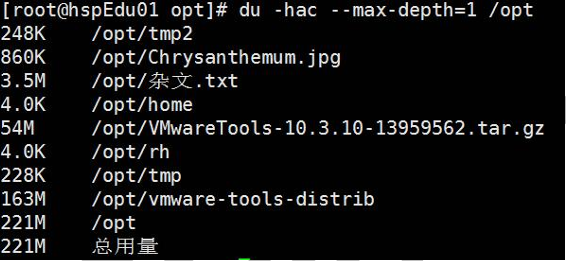 [root@hspEdu01 opt]# du -hac --max-depth=1 /opt
248K    /opt/tmp2
860K    /opt/Chrysanthemum.jpg
3.5M    /opt/杂文.txt
4.0K    /opt/home
54M     /opt/VMwareTools-10.3.10-13959562.tar.gz
4.0K    /opt/rh
228K    /opt/tmp
163M    /opt/vmware-tools-distrib
221M    /opt
221M    总用量